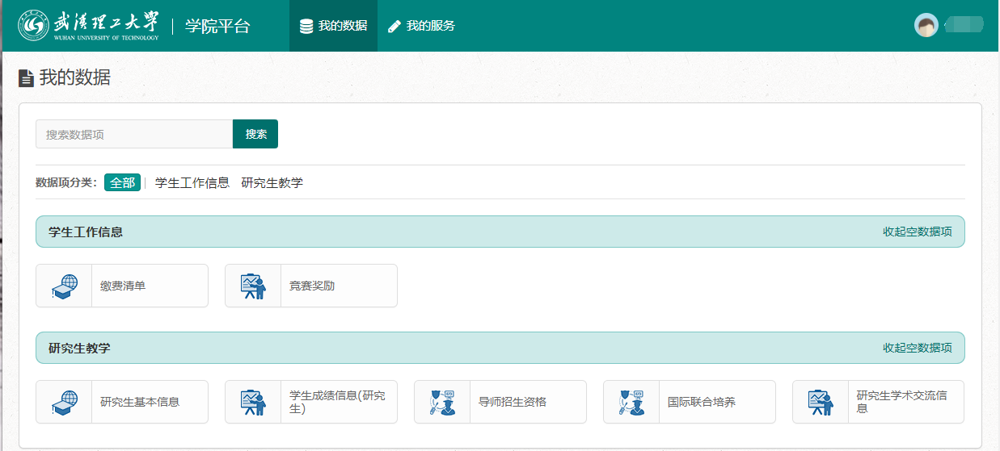 武汉理工大学
WUHAN UNIVERSITY OF TECHNOLOGY
学院平台
我的数据
我的服务
我的数据
搜索数据项
搜索
数据项分类: 全部 学生工作信息 研究生教学
学生工作信息
收起空数据项
缴费清单
竞赛奖励
研究生教学
收起空数据项
研究生基本信息
学生成绩信息(研究
生)
导师招生资格
国际联合培养
研究生学术交流信
息